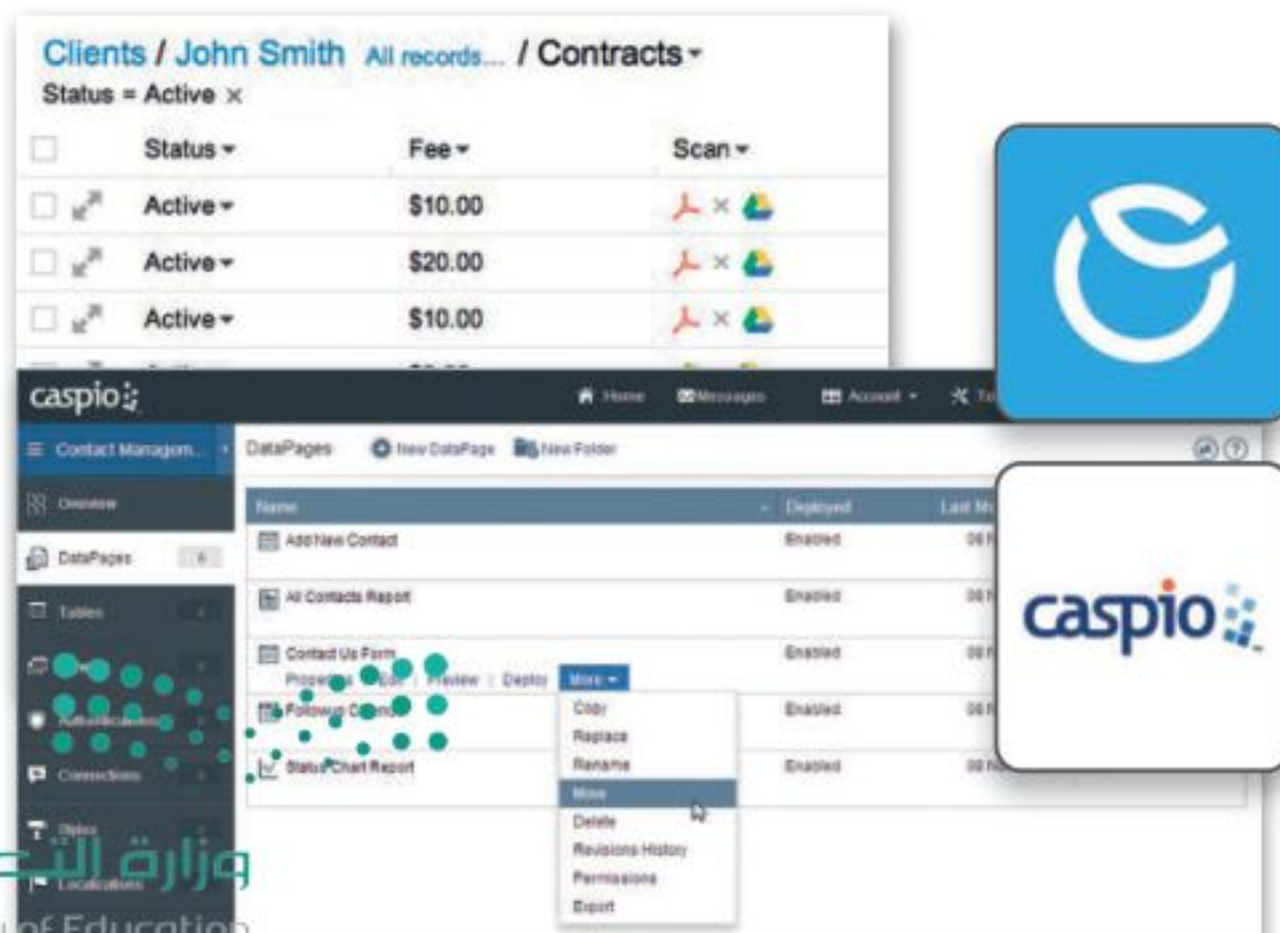 Clients / John Smith All records... / Contracts
Status = Active ×
Status Fee Scan
Active $10.00
Active $20.00
Active $10.00
caspio
Home Messages Account
Contact Managem...
DataPages New DataPage New Folder
Overview
Name Deployed
Add New Contact Enabled
DataPages
All Contacts Report Enabled
Tables
caspio
Contact Us Form Enabled
Edit | Preview | Deploy More
Copy
Enabled
Replace
Rename
Status Chart Report Enabled
Connections
Move
Delete
Styles
Revisions History
Localizations
Permissions
Export
وزارة
of Education